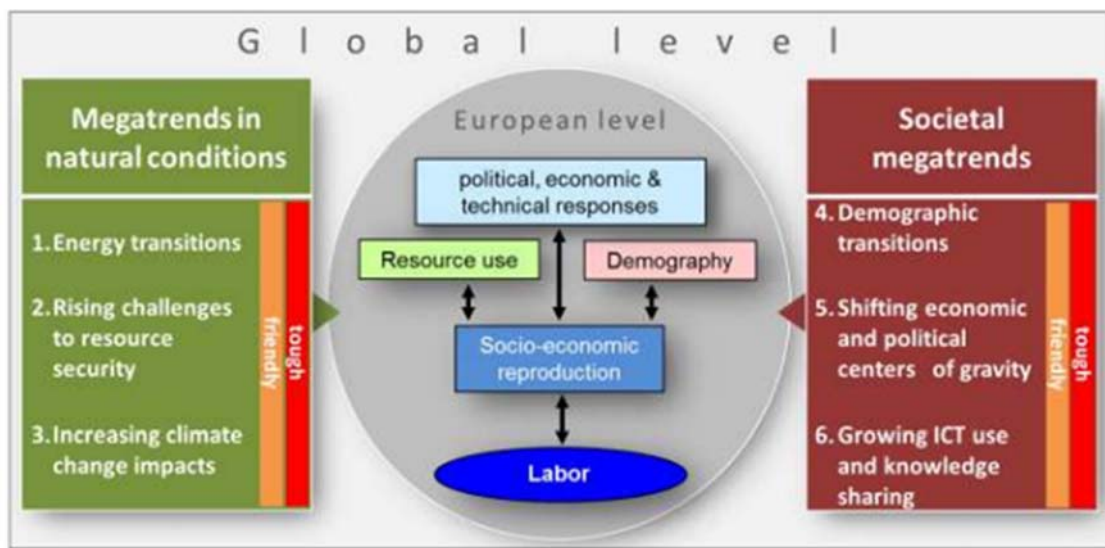 Global level
Megatrends in
natural conditions
1.Energy transitions
2.Rising challenges
to resource
security
3.Increasing climate
change impacts
friendly
tough
European level
political, economic &
technical responses
Resource use
Demography
Socio-economic
reproduction
Labor
Societal
megatrends
4.Demographic
transitions
5.Shifting economic
and political
centers of gravity
6.Growing ICT use
and knowledge
sharing
friendly
tough